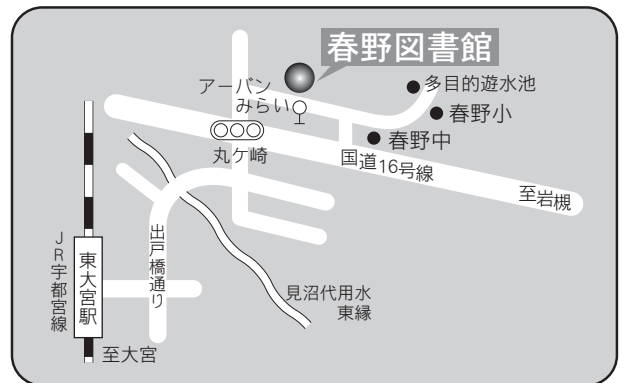 春野図書館
アーバン
みらい
多目的遊水池
春野小
春野中
丸ケ崎
国道16号線
至岩槻
出戸橋通り
JR宇都宮線
東大宮駅
見沼代用水
東縁
至大宮